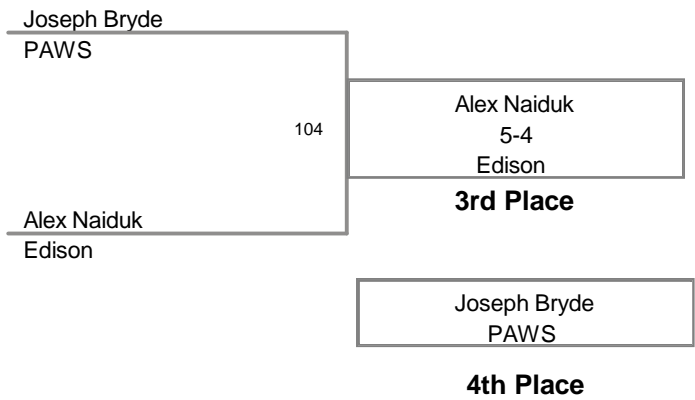 Joseph Bryde
PAWS
104
Alex Naiduk
5-4
Edison
3rd Place
Alex Naiduk
Edison
Joseph Bryde
PAWS
4th Place